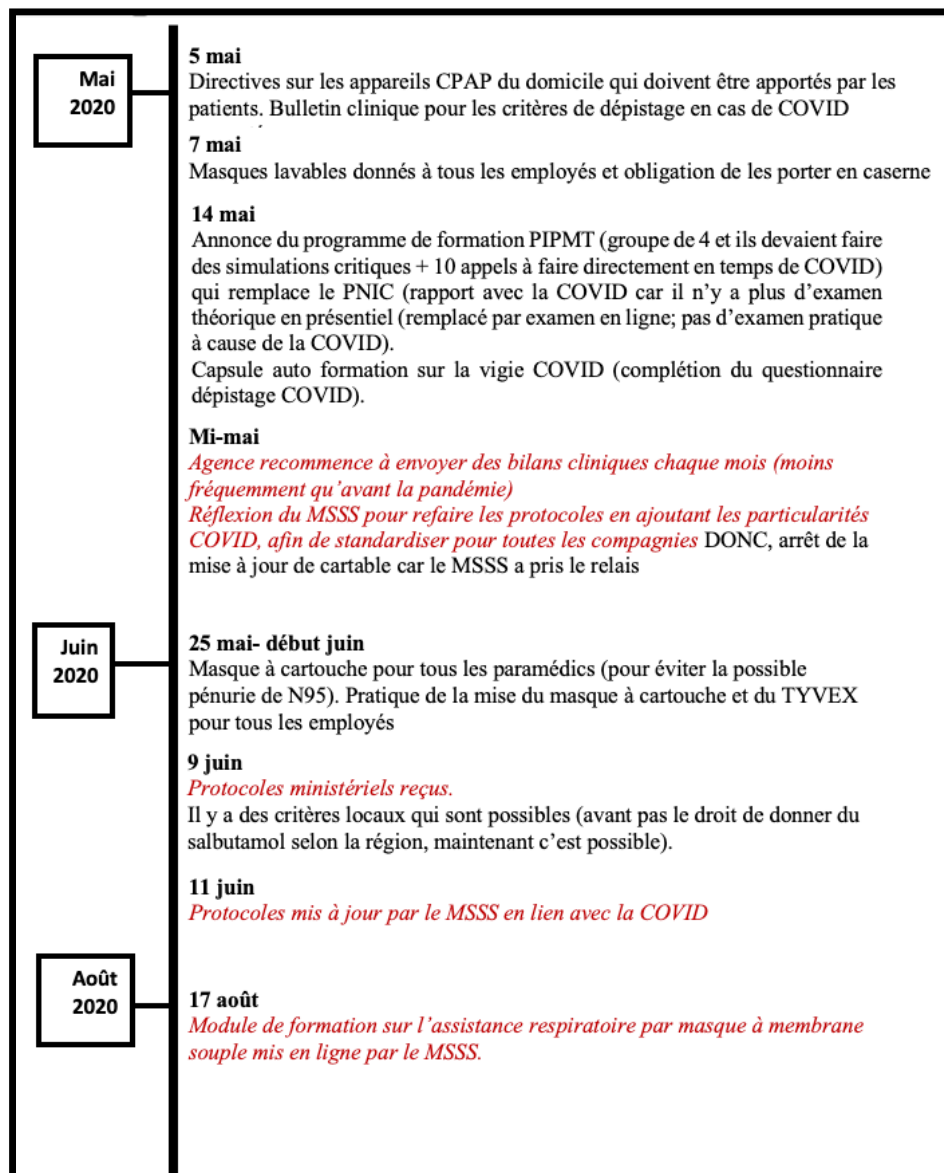 Mai
2020
5 mai
Directives sur les appareils CPAP du domicile qui doivent être apportés par les
patients. Bulletin clinique pour les critères de dépistage en cas de COVID
7 mai
Masques lavables donnés à tous les employés et obligation de les porter en caserne
14 mai
Annonce du programme de formation PIPMT (groupe de 4 et ils devaient faire
des simulations critiques + 10 appels à faire directement en temps de COVID)
qui remplace le PNIC (rapport avec la COVID car il n’y a plus d’examen
théorique en présentiel (remplacé par examen en ligne; pas d’examen pratique
à cause de la COVID).
Capsule auto formation sur la vigie COVID (complétion du questionnaire
dépistage COVID).
Mi-mai
Agence recommence à envoyer des bilans cliniques chaque mois (moins
fréquemment qu’avant la pandémie)
Réflexion du MSSS pour refaire les protocoles en ajoutant les particularités
COVID, afin de standardiser pour toutes les compagnies DONC, arrêt de la
mise à jour de cartable car le MSSS a pris le relais
Juin
2020
25 mai- début juin
Masque à cartouche pour tous les paramédics (pour éviter la possible
pénurie de N95). Pratique de la mise du masque à cartouche et du TYVEX
pour tous les employés
9 juin
Protocoles ministériels reçus.
Il y a des critères locaux qui sont possibles (avant pas le droit de donner du
salbutamol selon la région, maintenant c’est possible).
11 juin
Protocoles mis à jour par le MSSS en lien avec la COVID
Août
2020
17 août
Module de formation sur l’assistance respiratoire par masque à membrane
souple mis en ligne par le MSSS.